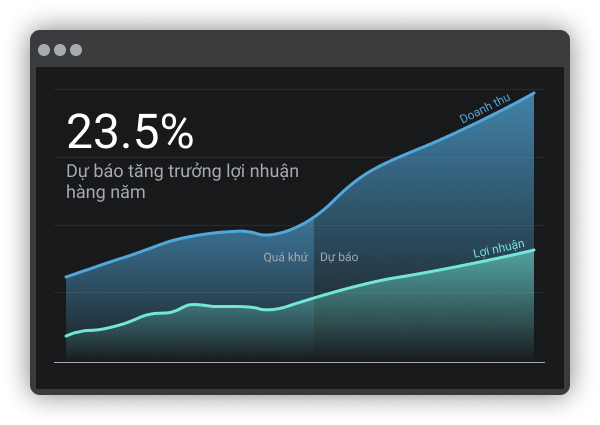 23.5%
Dự báo tăng trưởng lợi nhuận
hàng năm
Doanh thu
Quá khứ
Dự báo
Lợi nhuận